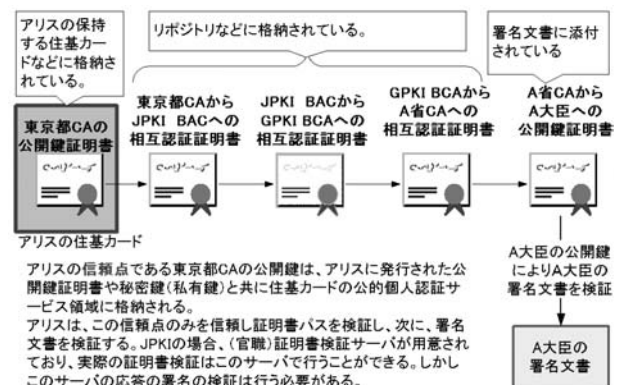 アリスの保持
する住基カー
ドなどに格納さ
れている。
リポジトリなどに格納されている。
署名文書に添付
されている
東京都CAの
公開鍵証明書
東京都CAから
JPKI BACへの
相互認証証明書
JPKI BACから
GPKI BCAへの
相互認証証明書
GPKI BCAから
A省CAへの
相互認証証明書
A省CAから
A大臣への
公開鍵証明書
アリスの住基カード
アリスの信頼点である東京都CAの公開鍵は、アリスに発行された公
開鍵証明書や秘密鍵(私有鍵)と共に住基カードの公的個人認証サ
ービス領域に格納される。
アリスは、この信頼点のみを信頼し証明書パスを検証し、次に、署名
文書を検証する。JPKIの場合、(官職)証明書検証サーバが用意され
ており、実際の証明書検証はこのサーバで行うことができる。しかし
このサーバの応答の署名の検証は行う必要がある。
A大臣の公開鍵
によりA大臣の
署名文書を検証
A大臣の
署名文書